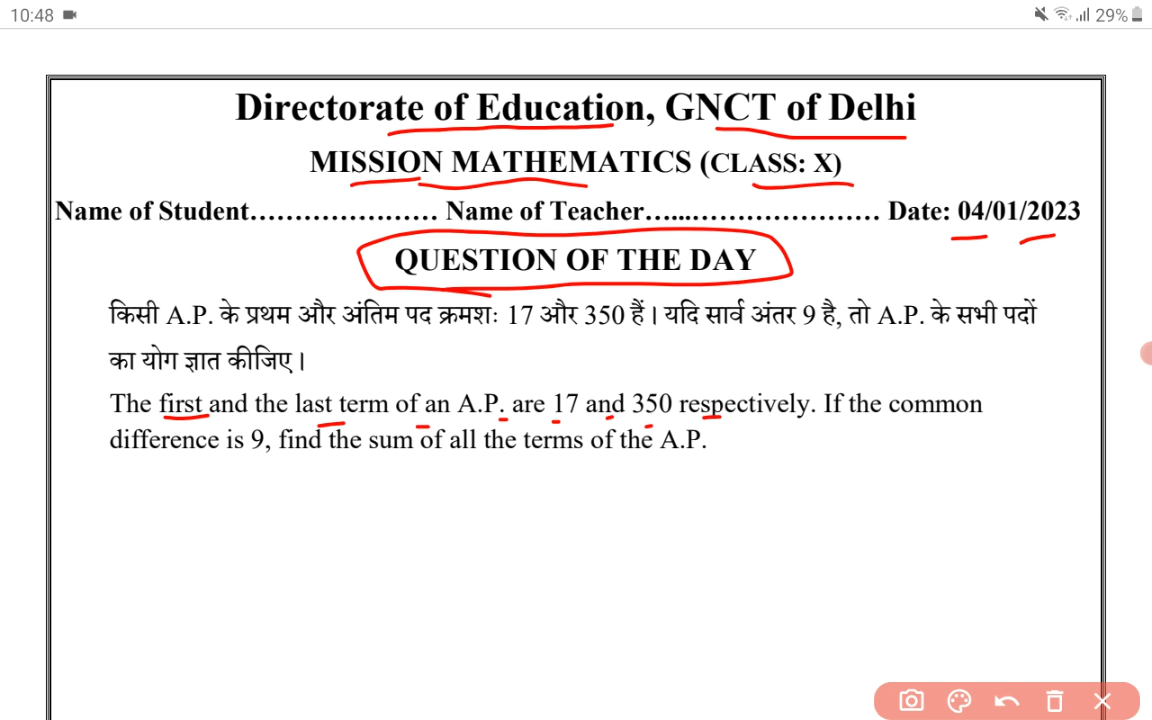 10:48 29%
Directorate of Education, GNCT of Delhi
MISSION MATHEMATICS (CLASS: X)
Name of Student………………… Name of Teacher…...………………… Date: 04/01/2023
QUESTION OF THE DAY
किसी A.P. के प्रथम और अंतिम पद क्रमशः 17 और 350 हैं। यदि सार्व अंतर 9 है, तो A.P. के सभी पदों
का योग ज्ञात कीजिए।
The first and the last term of an A.P. are 17 and 350 respectively. If the common
difference is 9, find the sum of all the terms of the A.P.